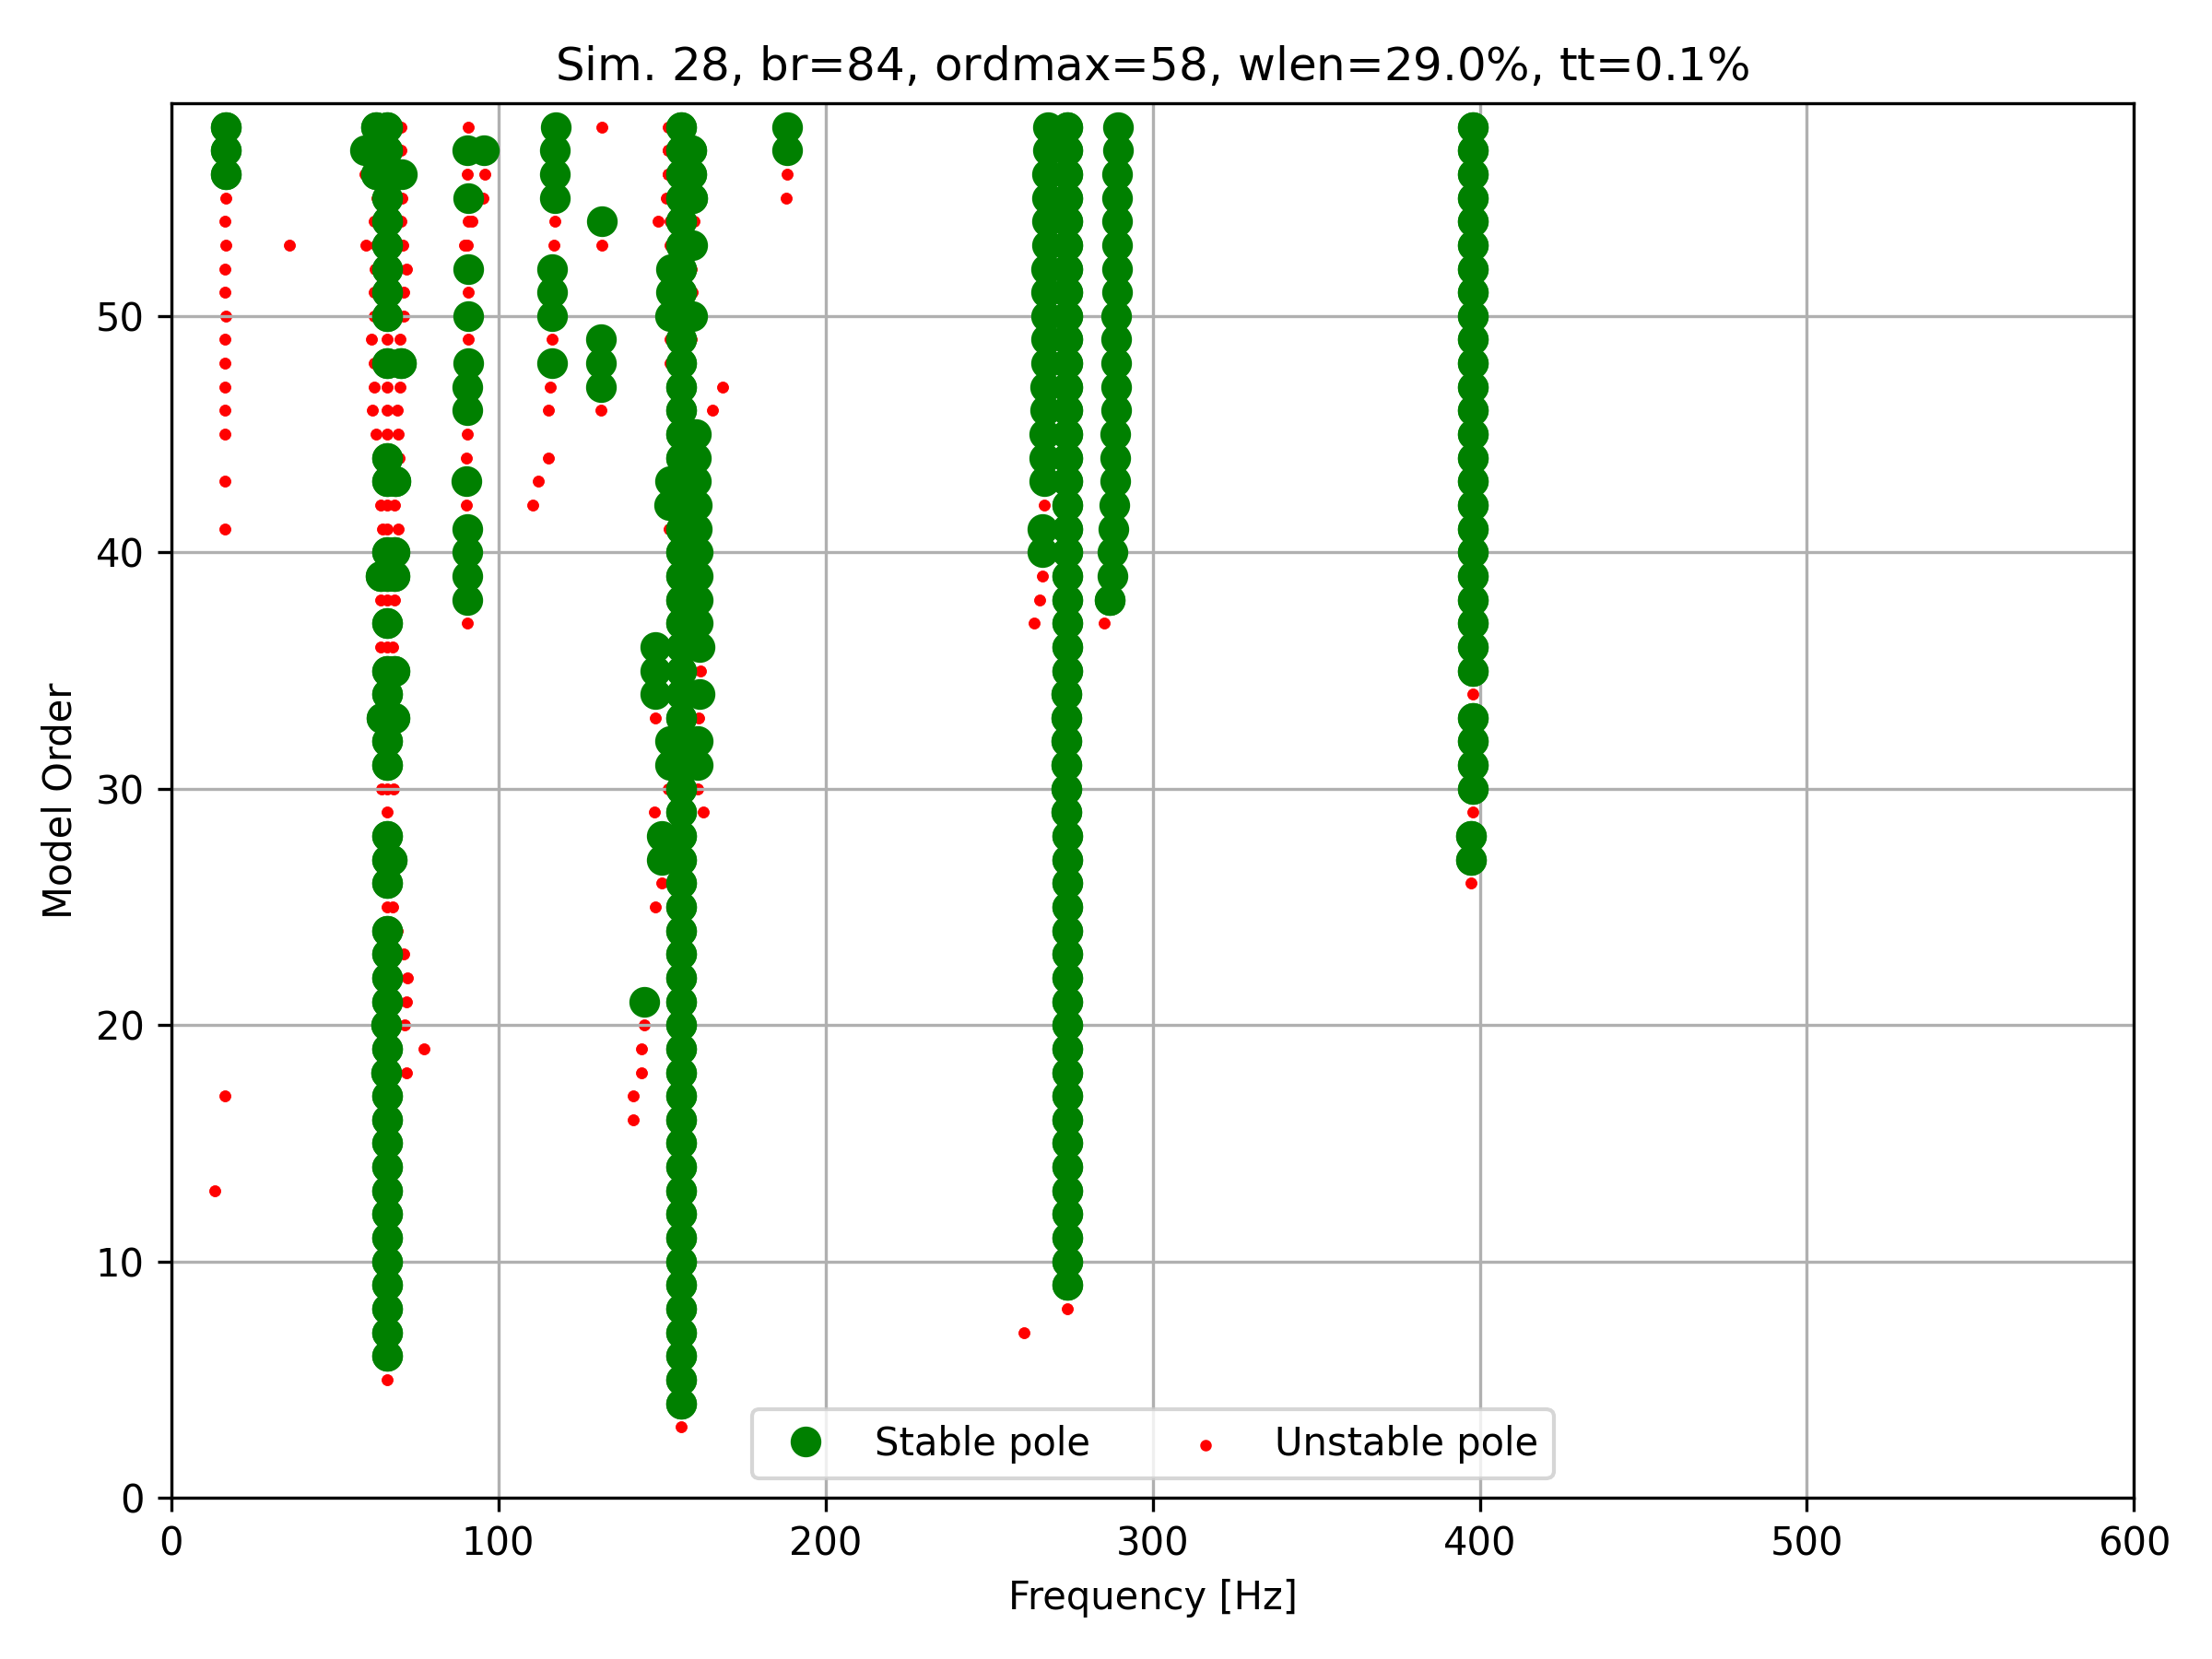 Sim. 28, br=84, ordmax=58, wlen=29.0%, tt=0.1%
50
40
30
20
10
0
Model Order
Stable pole
Unstable pole
0
100
200
300
400
500
600
Frequency [Hz]